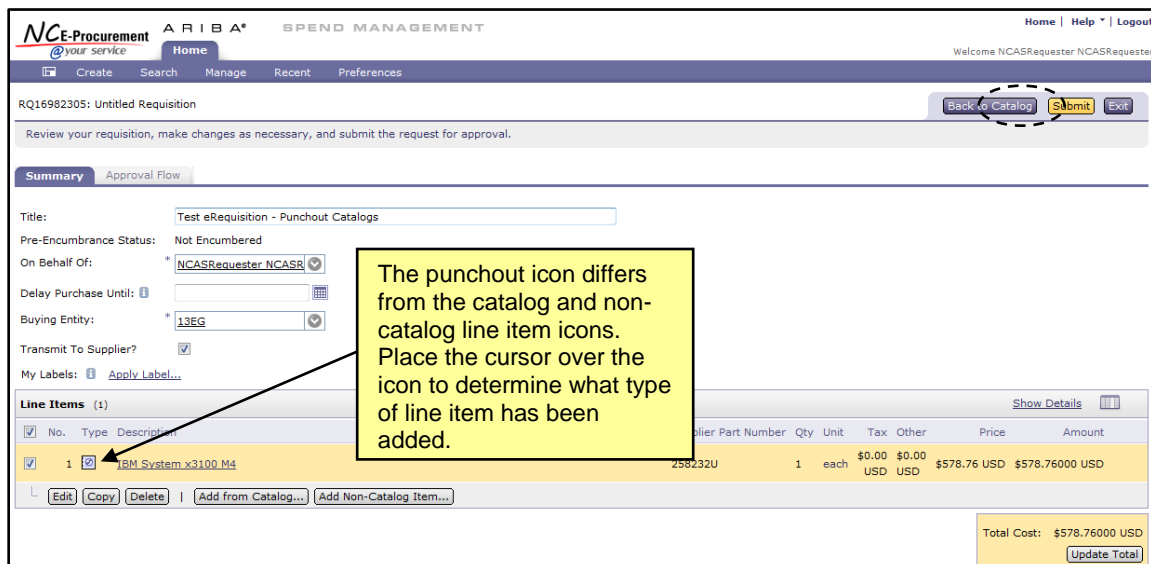 NC E-Procurement
@ your service
A R I B A
SPEND MANAGEMENT
Home | Help | Logout
Home
Welcome NCASRequester NCASRequester
Create Search Manage Recent Preferences
RQ16982305: Untitled Requisition
Back to Catalog Submit Exit
Review your requisition, make changes as necessary, and submit the request for approval.
Summary Approval Flow
Title: Test eRequisition - Punchout Catalogs
Pre-Encumbrance Status: Not Encumbered
On Behalf Of: * NCASRequester NCASR
Delay Purchase Until:
Buying Entity: * 13EG
Transmit To Supplier?
My Labels: Apply Label...
The punchout icon differs
from the catalog and non-
catalog line item icons.
Place the cursor over the
icon to determine what type
of line item has been
added.
Line Items (1)
Show Details
No. Type Description Part Number Qty Unit Tax Other Price Amount
1 IBM System x3100 M4 258232U 1 each $0.00 USD $0.00 USD $578.76 USD $578.76000 USD
Edit Copy Delete | Add from Catalog... Add Non-Catalog Item...
Total Cost: $578.76000 USD
Update Total